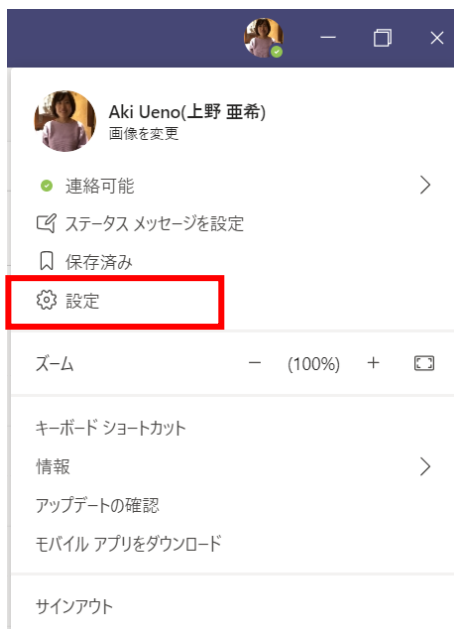 Aki Ueno(上野 亜希)
画像を変更
連絡可能
ステータス メッセージを設定
保存済み
設定
ズーム − (100%) +
キーボード ショートカット
情報
アップデートの確認
モバイル アプリをダウンロード
サインアウト